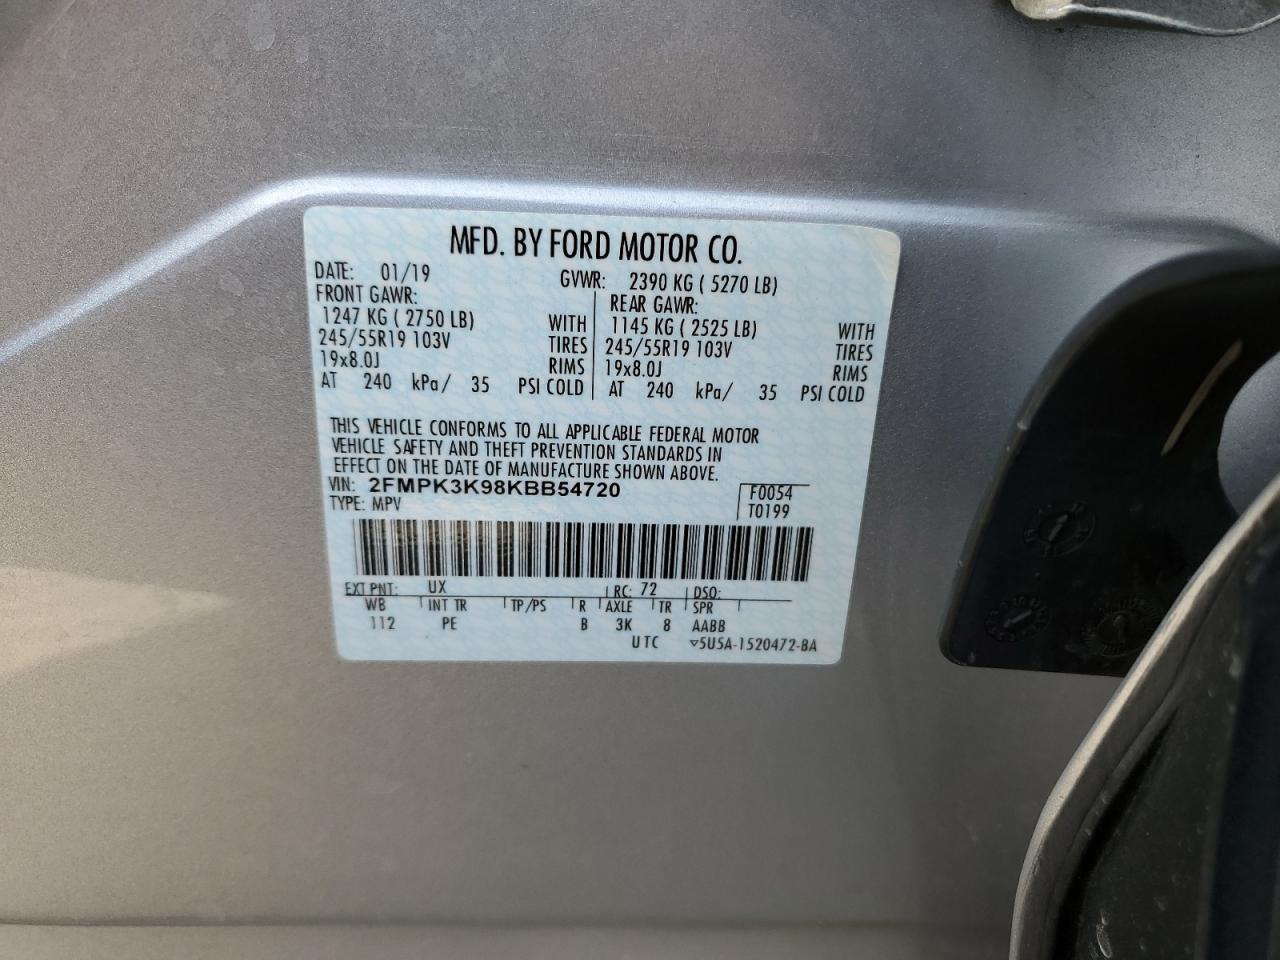 MFD. BY FORD MOTOR CO.
DATE: 01/19 GVWR: 2390 KG ( 5270 LB)
FRONT GAWR: REAR GAWR:
1247 KG ( 2750 LB) WITH 1145 KG ( 2525 LB) WITH
245/55R19 103V TIRES 245/55R19 103V TIRES
19x8.0J RIMS 19x8.0J RIMS
AT 240 kPa/ 35 PSI COLD AT 240 kPa/ 35 PSI COLD
THIS VEHICLE CONFORMS TO ALL APPLICABLE FEDERAL MOTOR
VEHICLE SAFETY AND THEFT PREVENTION STANDARDS IN
EFFECT ON THE DATE OF MANUFACTURE SHOWN ABOVE.
VIN: 2FMPK3K98KBB54720 F0054
TYPE: MPV T0199
EXT PNT: UX RC: 72 DSO:
WB INT TR TP/PS R AXLE TR SPR
112 PE B 3K 8 AABB
UTC ▽5U5A-1520472-BA